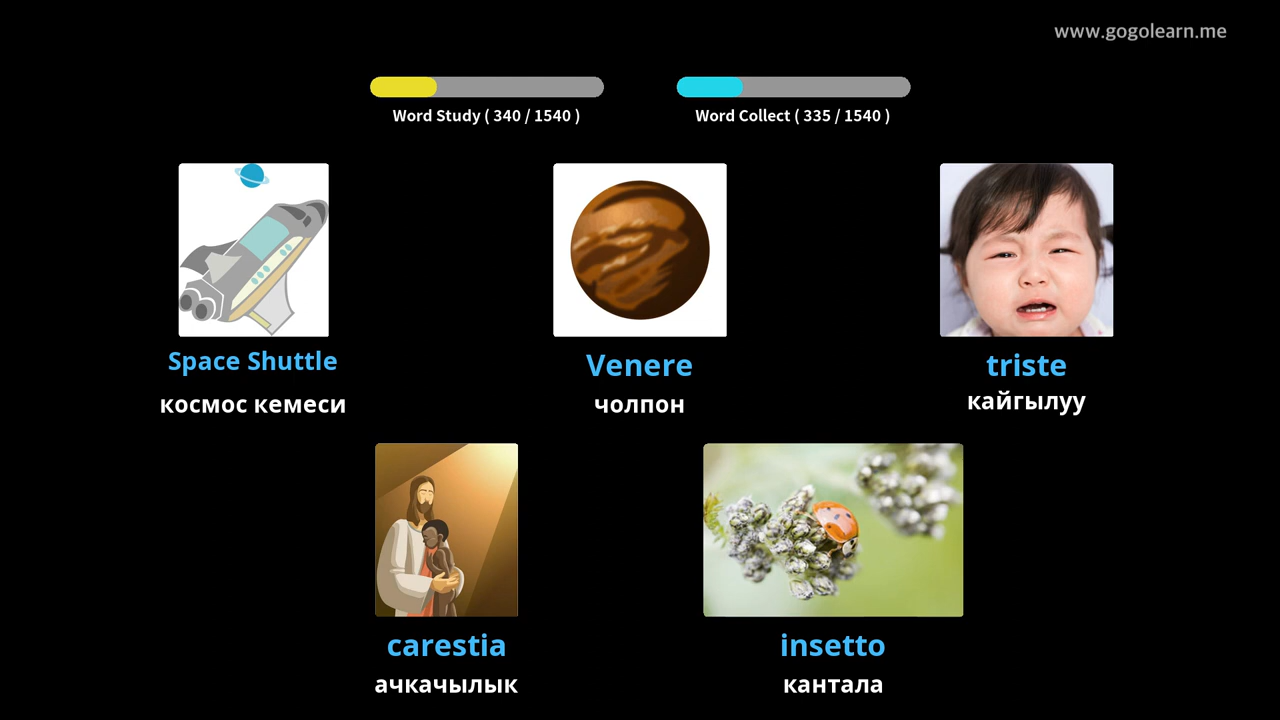 www.gogolearn.me
Word Study ( 340 / 1540 )
Word Collect ( 335 / 1540 )
Space Shuttle
космос кемеси
Venere
чолпон
triste
кайгылуу
carestia
ачкачылык
insetto
кантала